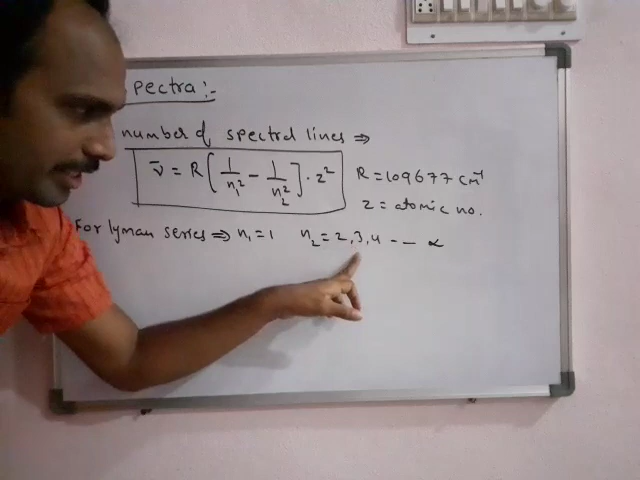 pectra:-
number of spectral lines ⇒
ν̄ = R [ 1/n₁² - 1/n₂² ] · z²
R = 109677 cm⁻¹
z = atomic no.
For lyman series ⇒ n₁ = 1 n₂ = 2, 3, 4 - - ∝